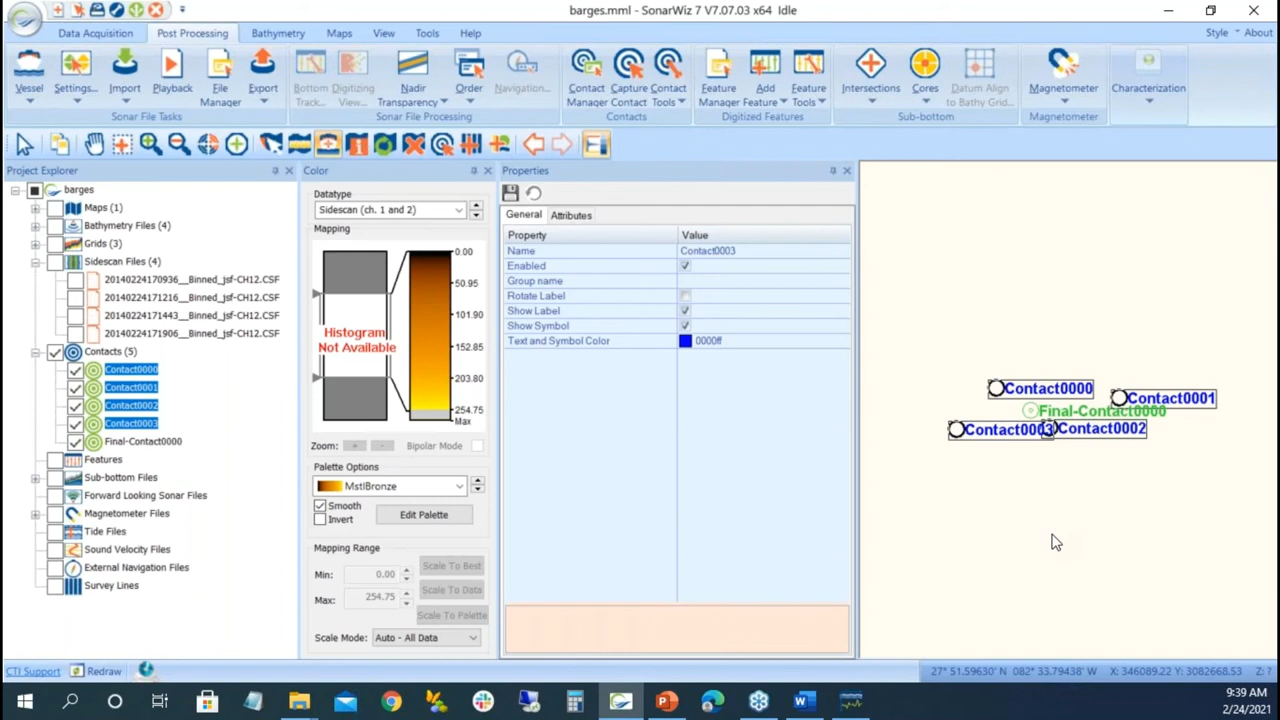 barges.mml - SonarWiz 7 V7.07.03 x64 Idle
Data Acquisition Post Processing Bathymetry Maps View Tools Help Style About
Vessel Settings... Import Playback File Manager Export Bottom Track... Digitizing View... Nadir Transparency Order Navigation... Contact Manager Capture Contact Contact Tools Feature Manager Add Feature Feature Tools Intersections Cores Datum Align to Bathy Grid... Magnetometer Characterization
Sonar File Tasks Sonar File Processing Contacts Digitized Features Sub-bottom Magnetometer
Project Explorer
barges
Maps (1)
Bathymetry Files (4)
Grids (3)
Sidescan Files (4)
20140224170936__Binned_jsf-CH12.CSF
20140224171216__Binned_jsf-CH12.CSF
20140224171443__Binned_jsf-CH12.CSF
20140224171906__Binned_jsf-CH12.CSF
Contacts (5)
Contact0000
Contact0001
Contact0002
Contact0003
Final-Contact0000
Features
Sub-bottom Files
Forward Looking Sonar Files
Magnetometer Files
Tide Files
Sound Velocity Files
External Navigation Files
Survey Lines
Color
Datatype
Sidescan (ch. 1 and 2)
Mapping
0.00
50.95
101.90
152.85
203.80
254.75
Max
Histogram
Not Available
Zoom: Bipolar Mode
Palette Options
MstlBronze
Smooth
Invert
Edit Palette
Mapping Range
Min: 0.00 Scale To Best
Scale To Data
Max: 254.75
Scale To Palette
Scale Mode: Auto - All Data
Properties
General Attributes
Property Value
Name Contact0003
Enabled
Group name
Rotate Label
Show Label
Show Symbol
Text and Symbol Color 0000ff
Contact0000
Contact0001
Final-Contact0000
Contact0003 Contact0002
CTI Support Redraw 27° 51.59630' N 082° 33.79438' W X: 346089.22 Y: 3082668.53 Z: ?
9:39 AM
2/24/2021